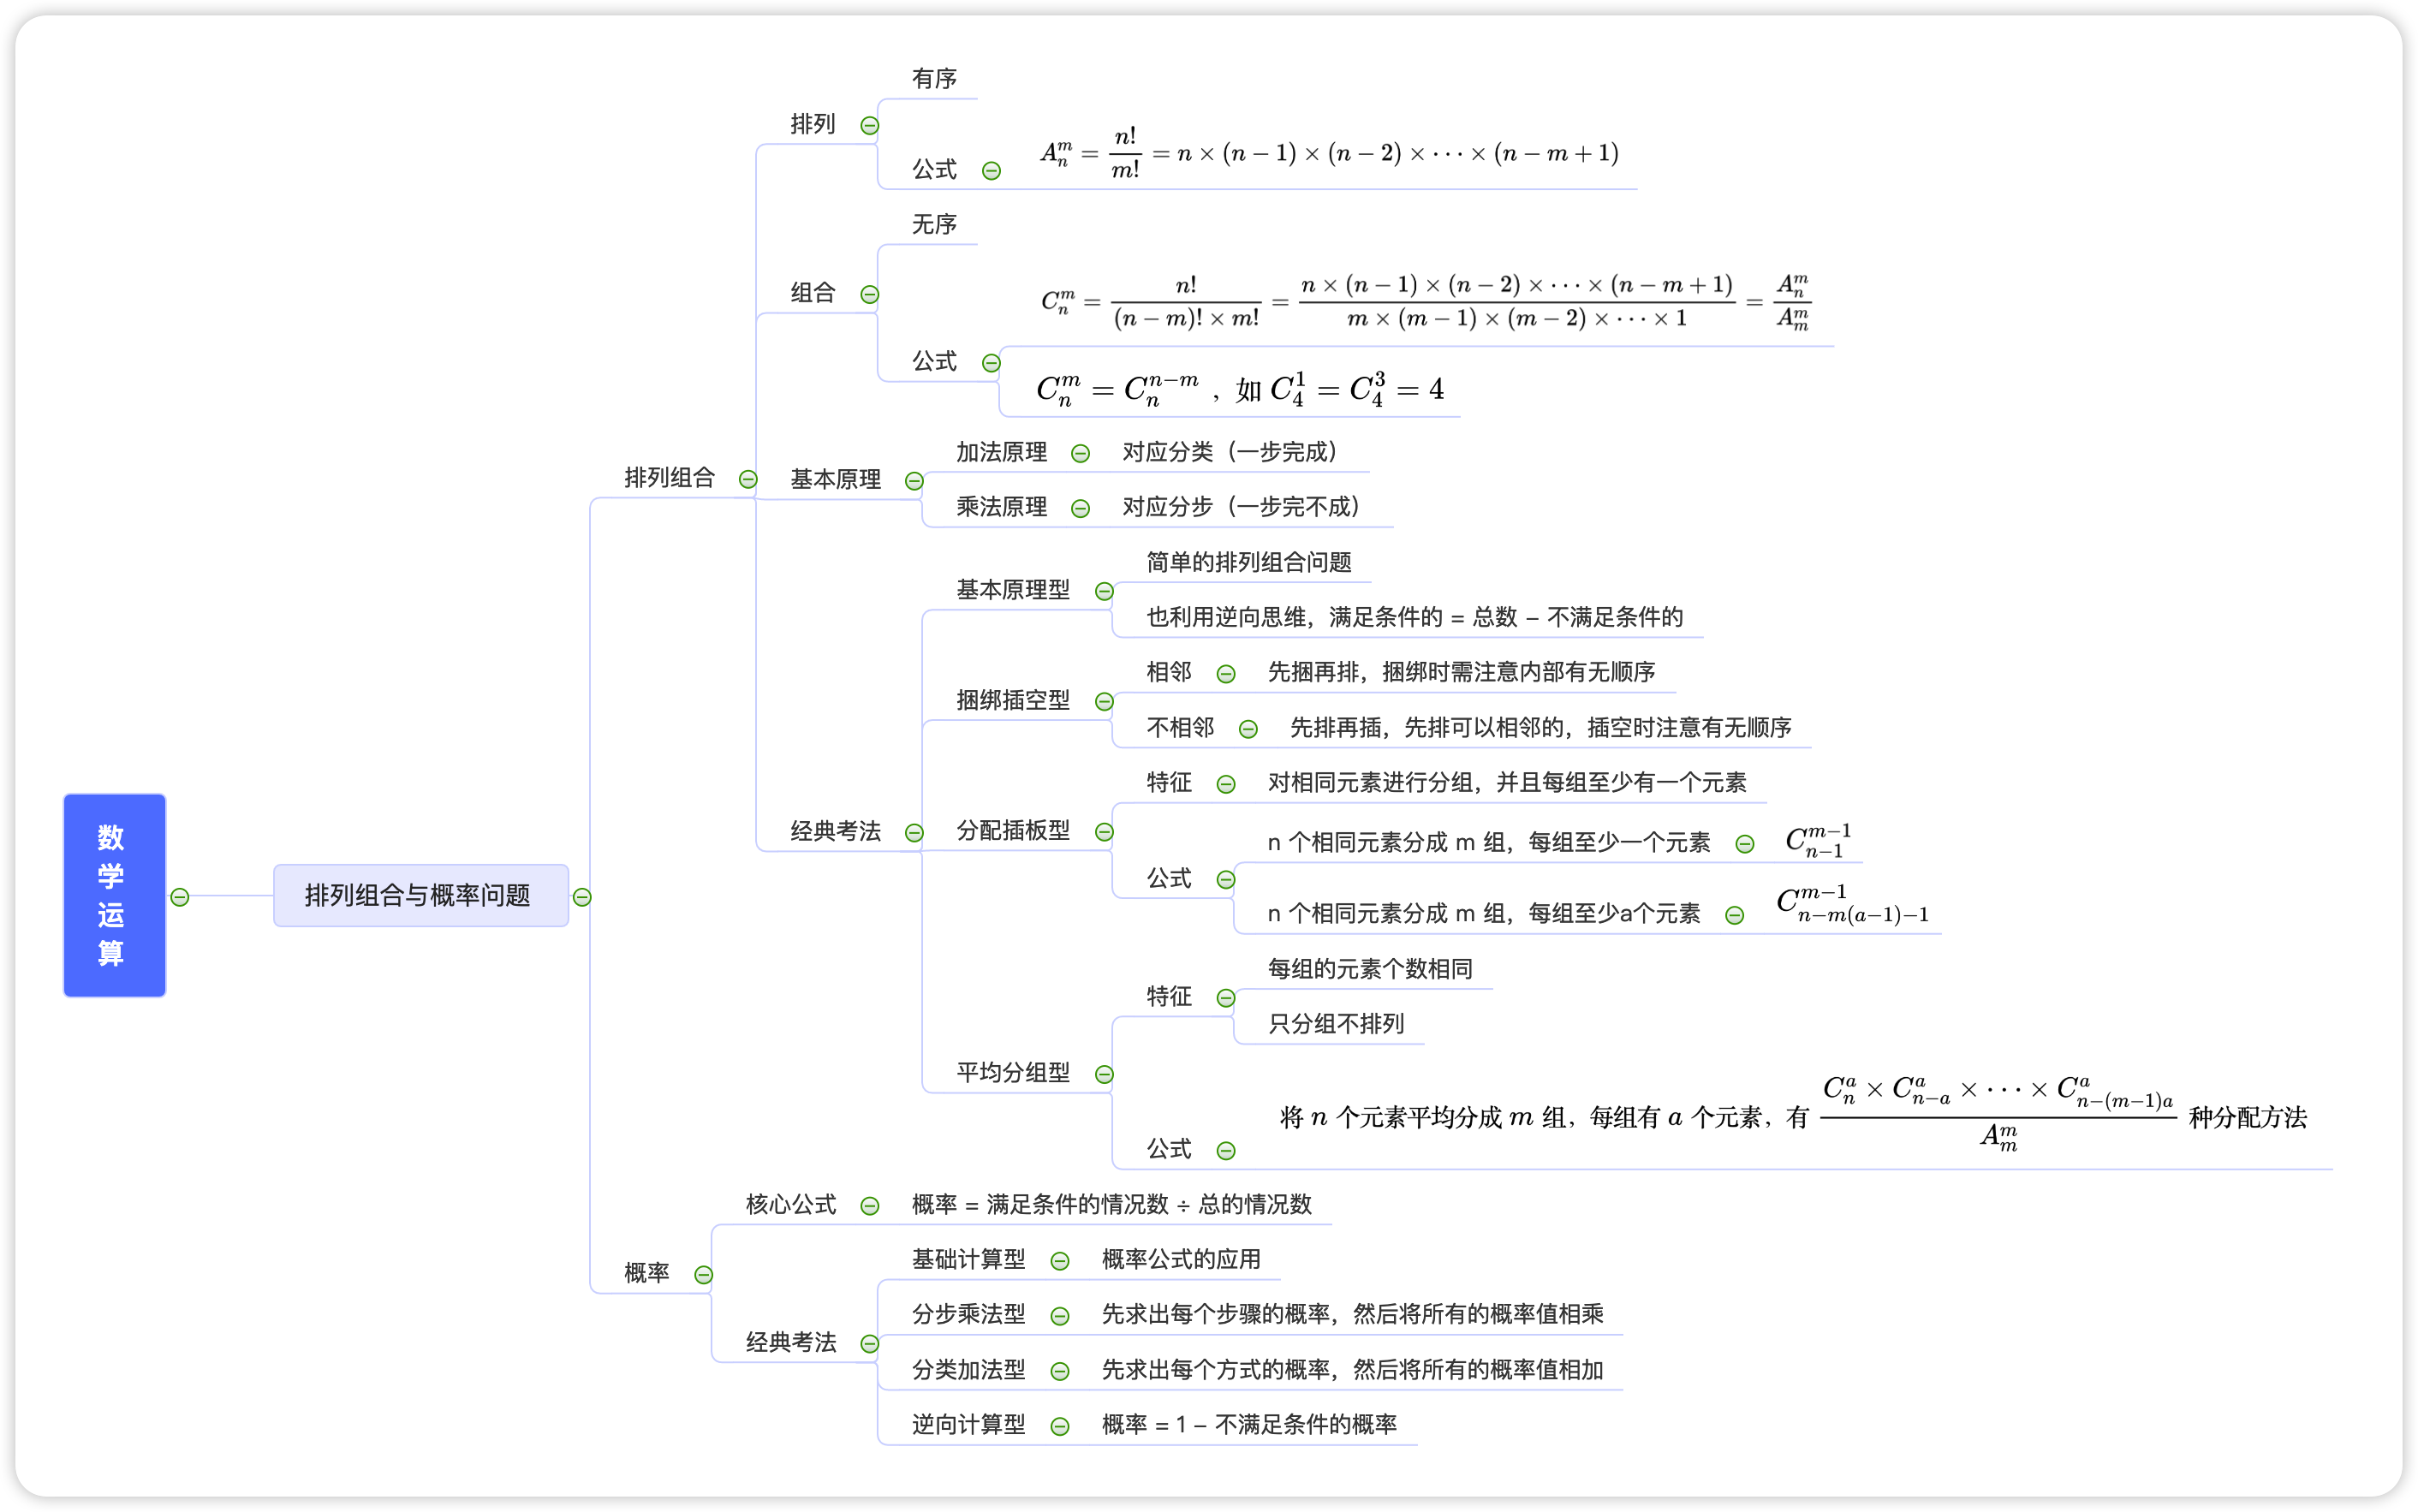 数学运算
排列组合与概率问题
排列组合
排列
有序
公式
A_n^m = \frac{n!}{m!} = n × (n − 1) × (n − 2) × ⋯ × (n − m + 1)
组合
无序
公式
C_n^m = \frac{n!}{(n − m)! × m!} = \frac{n × (n − 1) × (n − 2) × ⋯ × (n − m + 1)}{m × (m − 1) × (m − 2) × ⋯ × 1} = \frac{A_n^m}{A_m^m}
C_n^m = C_n^{n−m} ，如 C_4^1 = C_4^3 = 4
基本原理
加法原理
对应分类（一步完成）
乘法原理
对应分步（一步完不成）
经典考法
基本原理型
简单的排列组合问题
也利用逆向思维，满足条件的 = 总数 − 不满足条件的
捆绑插空型
相邻
先捆再排，捆绑时需注意内部有无顺序
不相邻
先排再插，先排可以相邻的，插空时注意有无顺序
分配插板型
特征
对相同元素进行分组，并且每组至少有一个元素
公式
n 个相同元素分成 m 组，每组至少一个元素
C_{n−1}^{m−1}
n 个相同元素分成 m 组，每组至少a个元素
C_{n−m(a−1)−1}^{m−1}
平均分组型
特征
每组的元素个数相同
只分组不排列
公式
将 n 个元素平均分成 m 组，每组有 a 个元素，有 \frac{C_n^a × C_{n−a}^a × ⋯ × C_{n−(m−1)a}^a}{A_m^m} 种分配方法
概率
核心公式
概率 = 满足条件的情况数 ÷ 总的情况数
经典考法
基础计算型
概率公式的应用
分步乘法型
先求出每个步骤的概率，然后将所有的概率值相乘
分类加法型
先求出每个方式的概率，然后将所有的概率值相加
逆向计算型
概率 = 1 − 不满足条件的概率